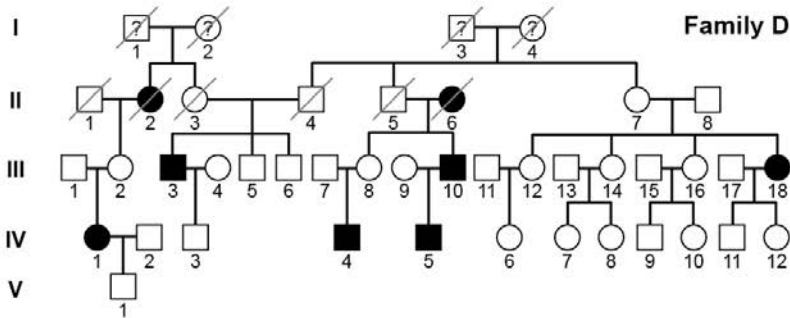 I ? ? ? ? Family D
1 2 3 4
II
1 2 3 4 5 6 7 8
III
1 2 3 4 5 6 7 8 9 10 11 12 13 14 15 16 17 18
IV
1 2 3 4 5 6 7 8 9 10 11 12
V
1